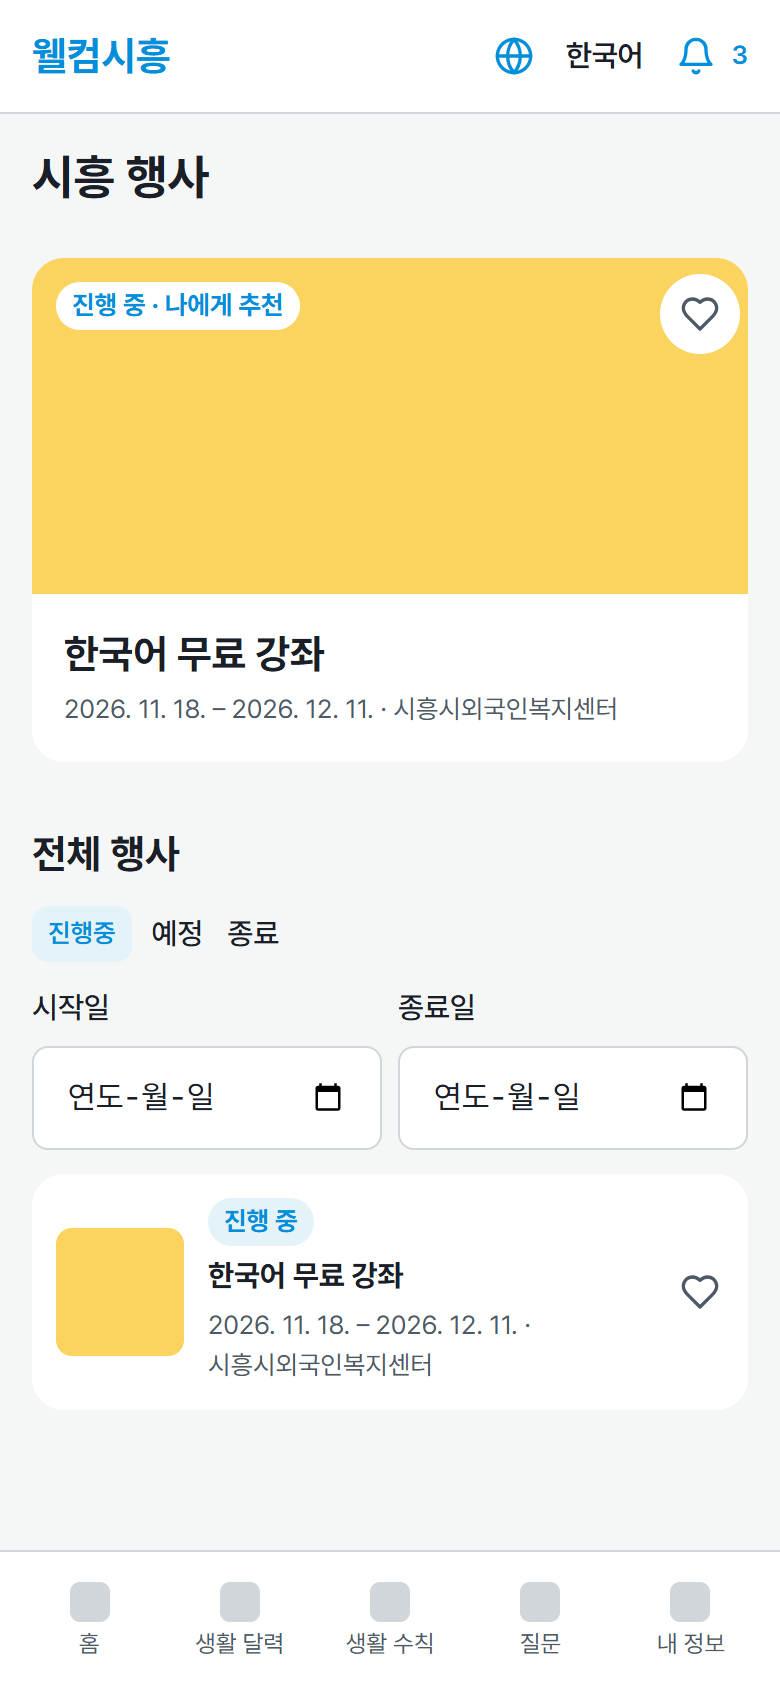 웰컴시흥 한국어 3
시흥 행사
진행 중 · 나에게 추천
한국어 무료 강좌
2026. 11. 18. – 2026. 12. 11. · 시흥시외국인복지센터
전체 행사
진행중 예정 종료
시작일 종료일
연도-월-일 연도-월-일
진행 중
한국어 무료 강좌
2026. 11. 18. – 2026. 12. 11. ·
시흥시외국인복지센터
홈 생활 달력 생활 수칙 질문 내 정보